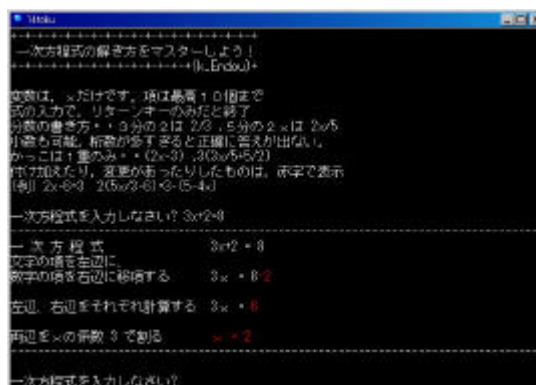 一次方程式の解き方をマスターしよう！
(k.Endou)
変数は、xだけです。項は最高１０個まで
式の入力で、リターンキーのみだと終了
分数の書き方・・３分の２は 2/3 , ５分の２xは 2x/5
小数も可能。桁数が多すぎると正確に答えが出ない。
かっこは１重のみ・・(2x-3) ,3(3x/5+5/2)
付け加えたり、変更があったりしたものは、赤字で表示
[例] 2x-6=3 2(5x/3-6)=3-(5-4x)
一次方程式を入力しなさい? 3x+2=8
一 次 方 程 式 3x+2 = 8
文字の項を左辺に、
数字の項を右辺に移項する 3x = 8-2
左辺、右辺をそれぞれ計算する 3x = 6
両辺をxの係数 3 で割る x = 2
一次方程式を入力しなさい?